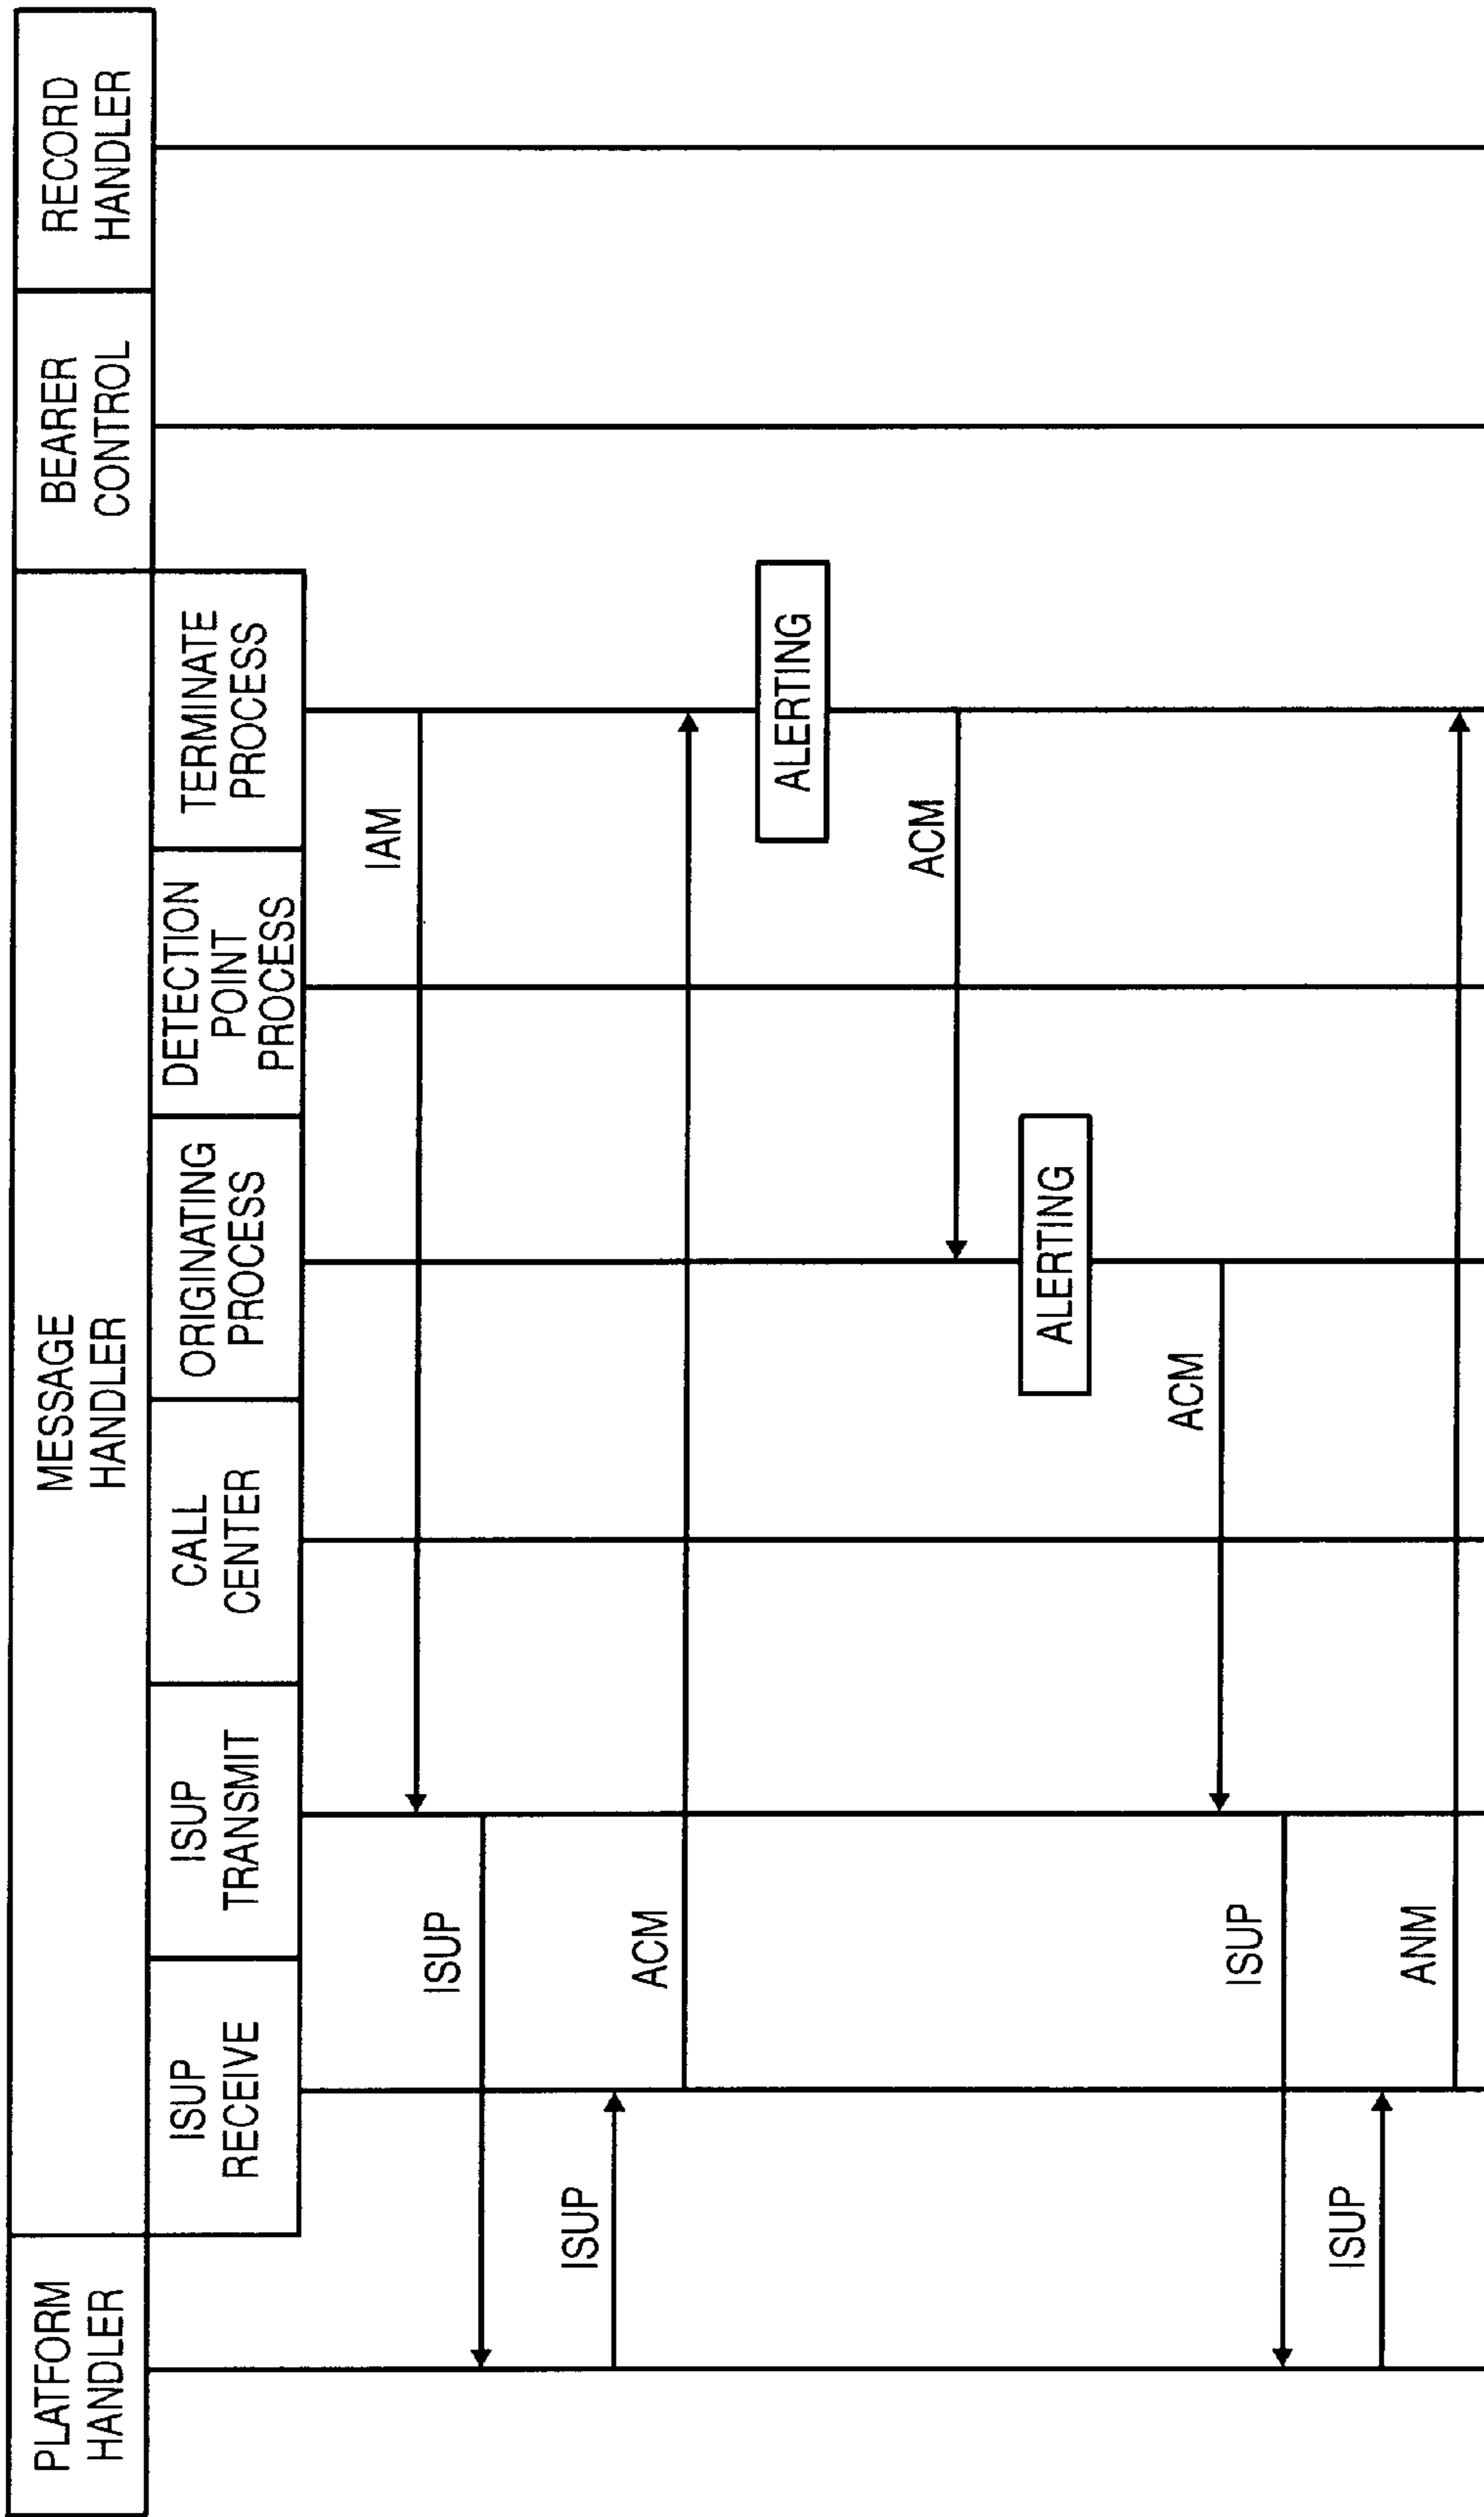 PLATFORM
HANDLER
MESSAGE
HANDLER
BEARER
CONTROL
RECORD
HANDLER
ISUP
RECEIVE
ISUP
TRANSMIT
CALL
CENTER
ORIGINATING
PROCESS
DETECTION
POINT
PROCESS
TERMINATE
PROCESS
IAM
ISUP
ISUP
ACM
ALERTING
ACM
ALERTING
ACM
ISUP
ISUP
ANM